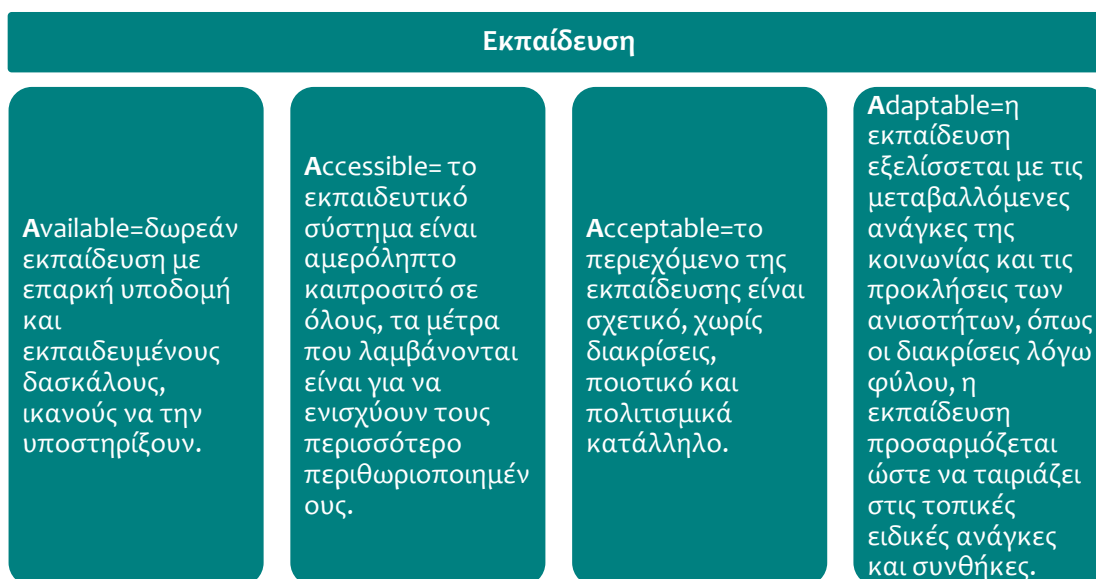 Εκπαίδευση
Available=δωρεάν
εκπαίδευση με
επαρκή υποδομή
και
εκπαιδευμένους
δασκάλους,
ικανούς να την
υποστηρίξουν.
Accessible= το
εκπαιδευτικό
σύστημα είναι
αμερόληπτο
καιπροσιτό σε
όλους, τα μέτρα
που λαμβάνονται
είναι για να
ενισχύουν τους
περισσότερο
περιθωριοποιημέν
ους.
Acceptable=το
περιεχόμενο της
εκπαίδευσης είναι
σχετικό, χωρίς
διακρίσεις,
ποιοτικό και
πολιτισμικά
κατάλληλο.
Adaptable=η
εκπαίδευση
εξελίσσεται με τις
μεταβαλλόμενες
ανάγκες της
κοινωνίας και τις
προκλήσεις των
ανισοτήτων, όπως
οι διακρίσεις λόγω
φύλου, η
εκπαίδευση
προσαρμόζεται
ώστε να ταιριάζει
στις τοπικές
ειδικές ανάγκες
και συνθήκες.